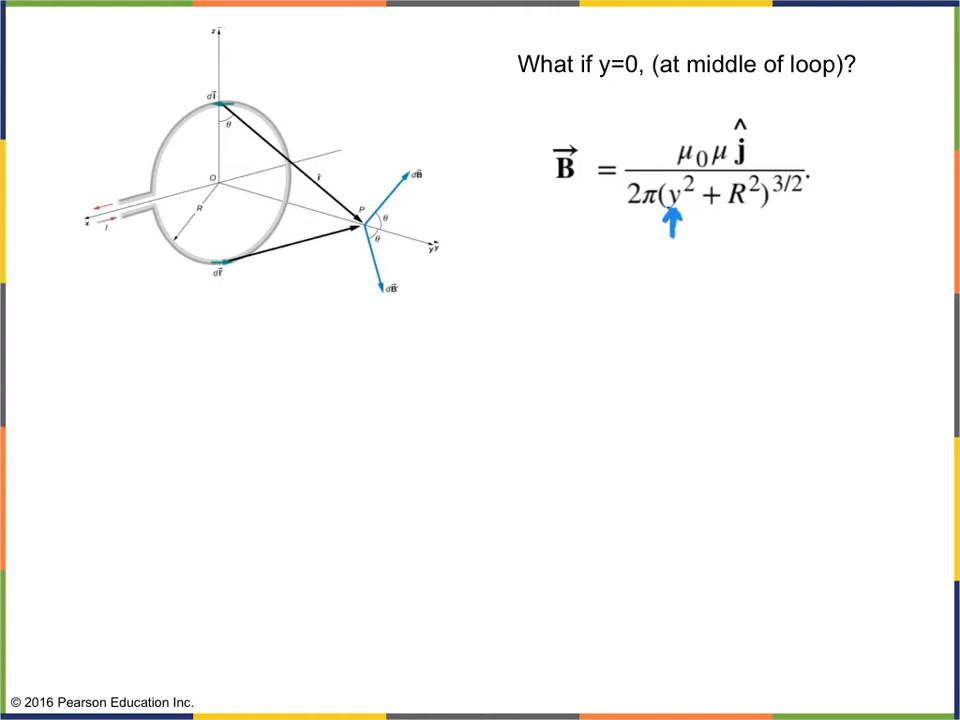 What if y=0, (at middle of loop)?
z
dl⃗
θ
O
r̂
dB⃗
R
P
θ
θ
x
I
y y
dl⃗'
dB⃗'
B⃗ = μ₀μ ĵ / 2π(y² + R²)^3/2.
© 2016 Pearson Education Inc.